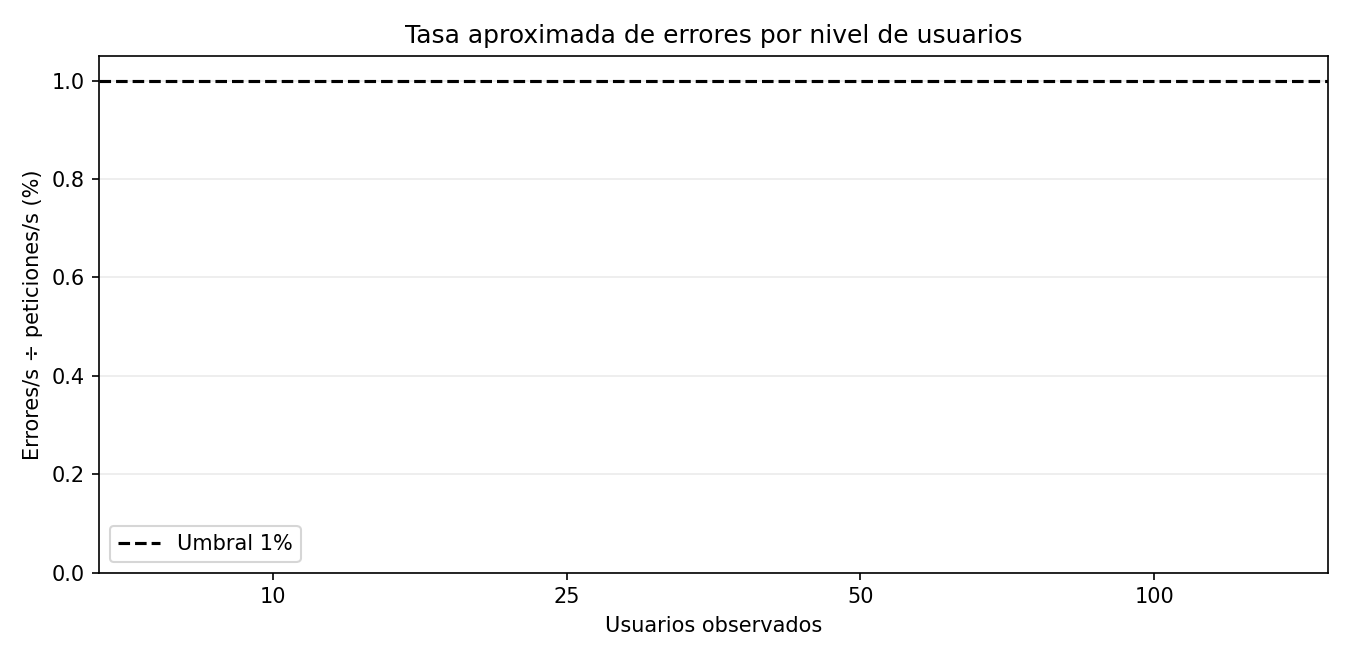 Tasa aproximada de errores por nivel de usuarios
Errores/s ÷ peticiones/s (%)
1.0
0.8
0.6
0.4
0.2
0.0
Umbral 1%
10 25 50 100
Usuarios observados